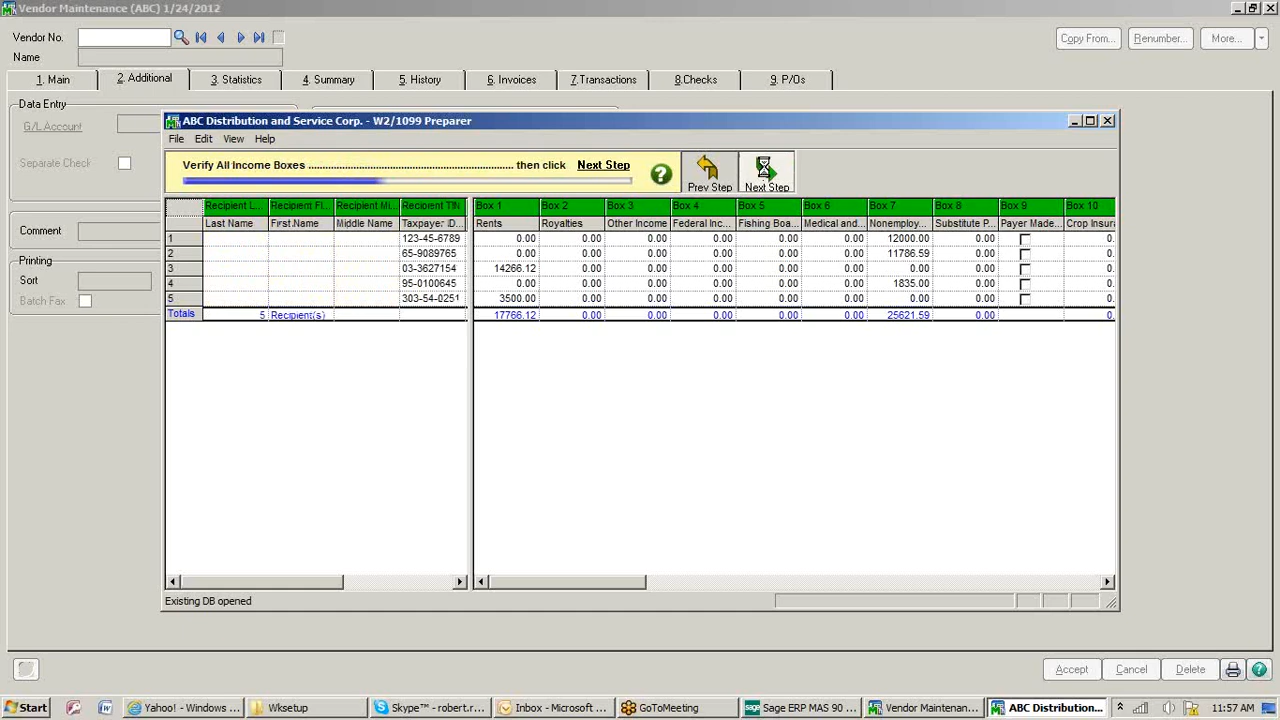 Vendor Maintenance (ABC) 1/24/2012
Vendor No.
Copy From...
Renumber...
More...
Name
1. Main
2. Additional
3. Statistics
4. Summary
5. History
6. Invoices
7.Transactions
8.Checks
9. P/Os
Data Entry
G/L Account
Separate Check
Comment
Printing
Sort
Batch Fax
ABC Distribution and Service Corp. - W2/1099 Preparer
File Edit View Help
Verify All Income Boxes ........................................................................ then click Next Step
Prev Step
Next Step
Recipient L... Recipient Fi... Recipient Mi... Recipient TIN Box 1 Box 2 Box 3 Box 4 Box 5 Box 6 Box 7 Box 8 Box 9 Box 10
Last Name First Name Middle Name Taxpayer ID... Rents Royalties Other Income Federal Inc... Fishing Boa... Medical and... Nonemploy... Substitute P... Payer Made... Crop Insur
1 123-45-6789 0.00 0.00 0.00 0.00 0.00 0.00 12000.00 0.00 0.
2 65-9089765 0.00 0.00 0.00 0.00 0.00 0.00 11786.59 0.00 0.
3 03-3627154 14266.12 0.00 0.00 0.00 0.00 0.00 0.00 0.00 0.
4 95-0100645 0.00 0.00 0.00 0.00 0.00 0.00 1835.00 0.00 0.
5 303-54-0251 3500.00 0.00 0.00 0.00 0.00 0.00 0.00 0.00 0.
Totals 5 Recipient(s) 17766.12 0.00 0.00 0.00 0.00 0.00 25621.59 0.00 0.
Existing DB opened
Accept
Cancel
Delete
Start
Yahoo! - Windows ...
Wksetup
Skype™ - robert.r...
Inbox - Microsoft ...
GoToMeeting
Sage ERP MAS 90 ...
Vendor Maintenan...
ABC Distribution...
11:57 AM